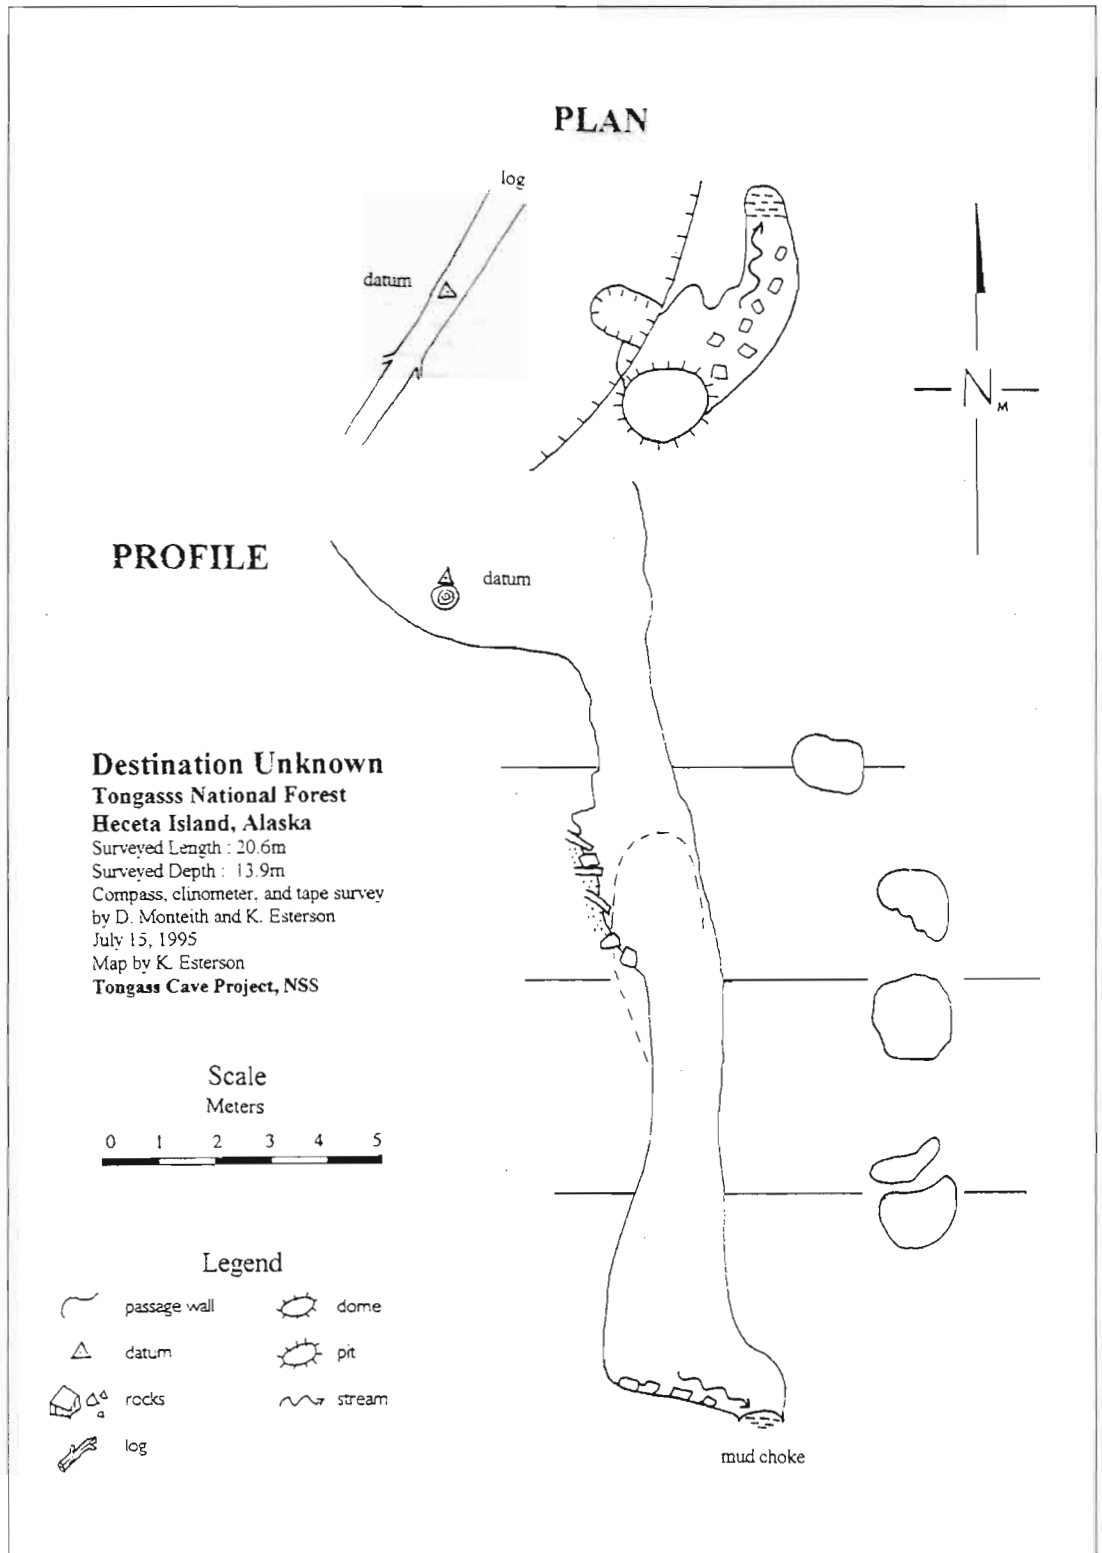 PLAN
log
datum
N
M
PROFILE
datum
Destination Unknown
Tongasss National Forest
Heceta Island, Alaska
Surveyed Length : 20.6m
Surveyed Depth : 13.9m
Compass, clinometer, and tape survey
by D. Monteith and K. Esterson
July 15, 1995
Map by K. Esterson
Tongass Cave Project, NSS
Scale
Meters
0 1 2 3 4 5
Legend
passage wall
dome
datum
pit
rocks
stream
log
mud choke